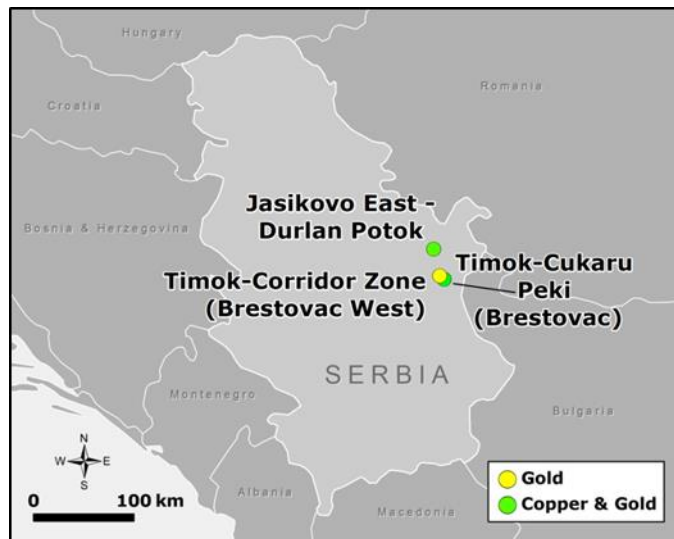 Hungary
Romania
Croatia
Bosnia & Herzegovina
Jasikovo East -
Durlan Potok
Timok-Corridor Zone
(Brestovac West)
Timok-Cukaru
Peki
(Brestovac)
SERBIA
Montenegro
Bulgaria
Albania
Macedonia
N
W
E
S
0
100 km
Gold
Copper & Gold